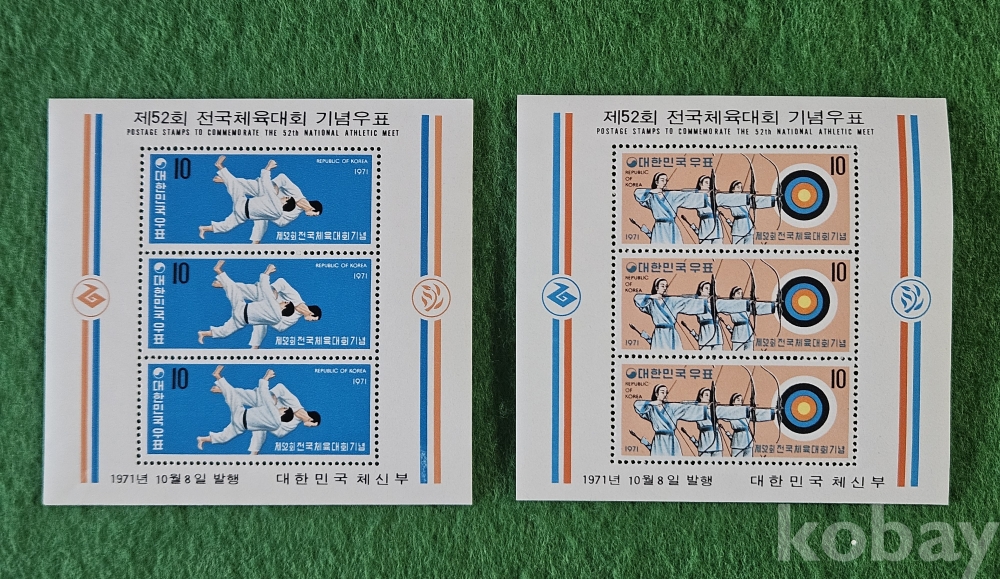 제52회 전국체육대회 기념우표
POSTAGE STAMPS TO COMMEMORATE THE 52th NATIONAL ATHLETIC MEET
대한민국우표
10
REPUBLIC OF KOREA
1971
제52회전국체육대회기념
대한민국우표
10
REPUBLIC OF KOREA
1971
제52회전국체육대회기념
대한민국우표
10
REPUBLIC OF KOREA
1971
제52회전국체육대회기념
1971년 10월 8일 발행 대한민국 체신부
제52회 전국체육대회 기념우표
POSTAGE STAMPS TO COMMEMORATE THE 52th NATIONAL ATHLETIC MEET
대한민국우표
10
REPUBLIC
OF
KOREA
1971
제52회전국체육대회기념
대한민국우표
10
REPUBLIC
OF
KOREA
1971
제52회전국체육대회기념
대한민국우표
10
REPUBLIC
OF
KOREA
1971
제52회전국체육대회기념
1971년 10월 8일 발행 대한민국 체신부
kobay